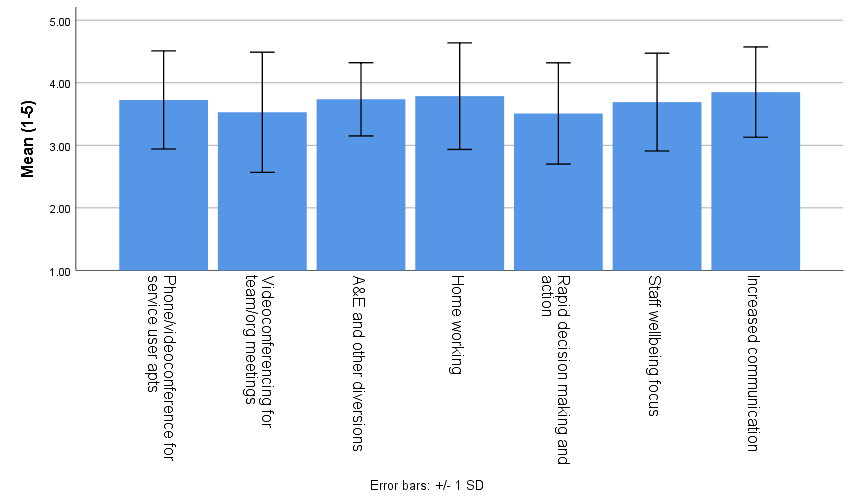 Mean (1-5)
5.00
4.00
3.00
2.00
1.00
Phone/videoconference for
service user apts
Videoconferencing for
team/org meetings
A&E and other diversions
Home working
Rapid decision making and
action
Staff wellbeing focus
Increased communication
Error bars: +/- 1 SD